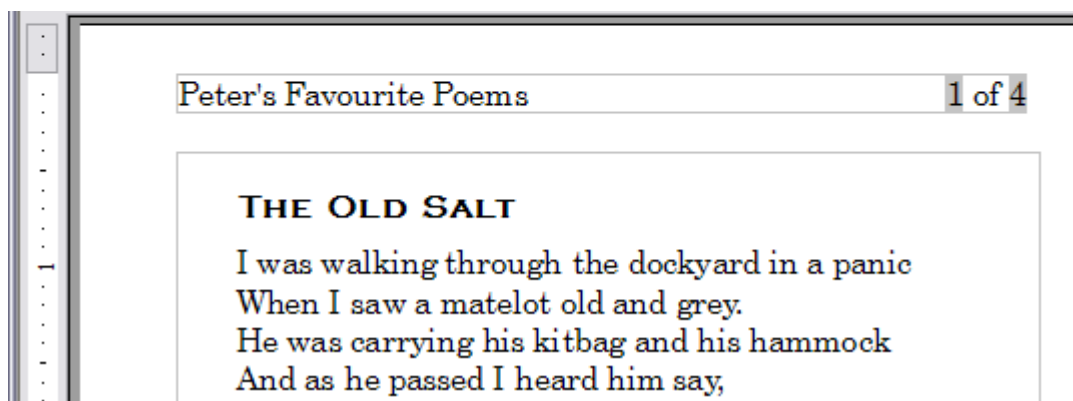 Peter's Favourite Poems 1 of 4
The Old Salt
I was walking through the dockyard in a panic
When I saw a matelot old and grey.
He was carrying his kitbag and his hammock
And as he passed I heard him say,
1